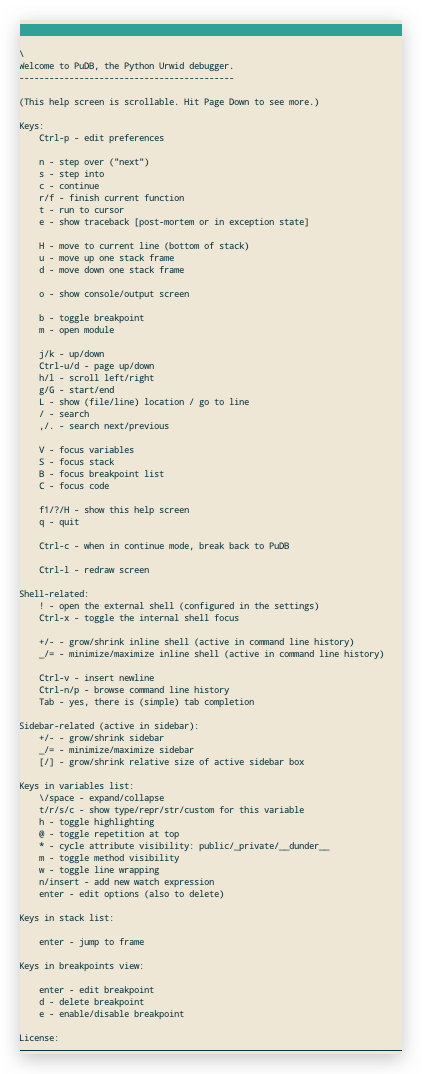 \
Welcome to PuDB, the Python Urwid debugger.
-------------------------------------------
(This help screen is scrollable. Hit Page Down to see more.)
Keys:
Ctrl-p - edit preferences
n - step over ("next")
s - step into
c - continue
r/f - finish current function
t - run to cursor
e - show traceback [post-mortem or in exception state]
H - move to current line (bottom of stack)
u - move up one stack frame
d - move down one stack frame
o - show console/output screen
b - toggle breakpoint
m - open module
j/k - up/down
Ctrl-u/d - page up/down
h/l - scroll left/right
g/G - start/end
L - show (file/line) location / go to line
/ - search
,/. - search next/previous
V - focus variables
S - focus stack
B - focus breakpoint list
C - focus code
f1/?/H - show this help screen
q - quit
Ctrl-c - when in continue mode, break back to PuDB
Ctrl-l - redraw screen
Shell-related:
! - open the external shell (configured in the settings)
Ctrl-x - toggle the internal shell focus
+/- - grow/shrink inline shell (active in command line history)
_/= - minimize/maximize inline shell (active in command line history)
Ctrl-v - insert newline
Ctrl-n/p - browse command line history
Tab - yes, there is (simple) tab completion
Sidebar-related (active in sidebar):
+/- - grow/shrink sidebar
_/= - minimize/maximize sidebar
[/] - grow/shrink relative size of active sidebar box
Keys in variables list:
\/space - expand/collapse
t/r/s/c - show type/repr/str/custom for this variable
h - toggle highlighting
@ - toggle repetition at top
* - cycle attribute visibility: public/_private/__dunder__
m - toggle method visibility
w - toggle line wrapping
n/insert - add new watch expression
enter - edit options (also to delete)
Keys in stack list:
enter - jump to frame
Keys in breakpoints view:
enter - edit breakpoint
d - delete breakpoint
e - enable/disable breakpoint
License: